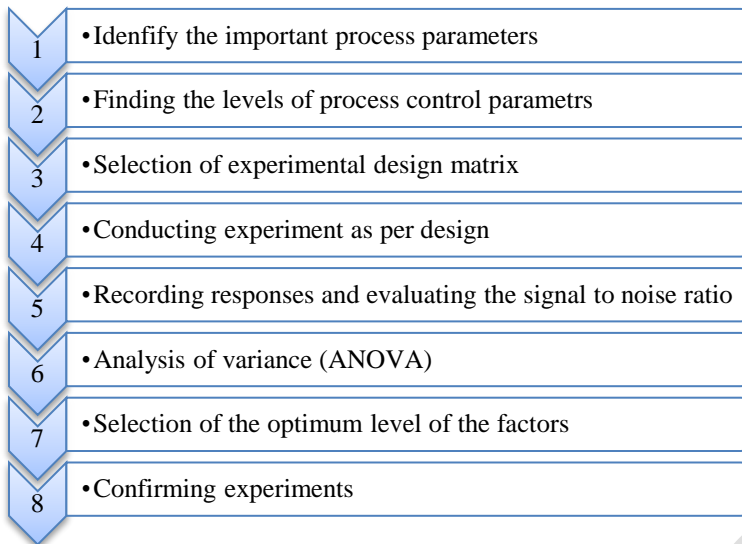 1
•Idenfify the important process parameters
2
•Finding the levels of process control parametrs
3
•Selection of experimental design matrix
4
•Conducting experiment as per design
5
•Recording responses and evaluating the signal to noise ratio
6
•Analysis of variance (ANOVA)
7
•Selection of the optimum level of the factors
8
•Confirming experiments